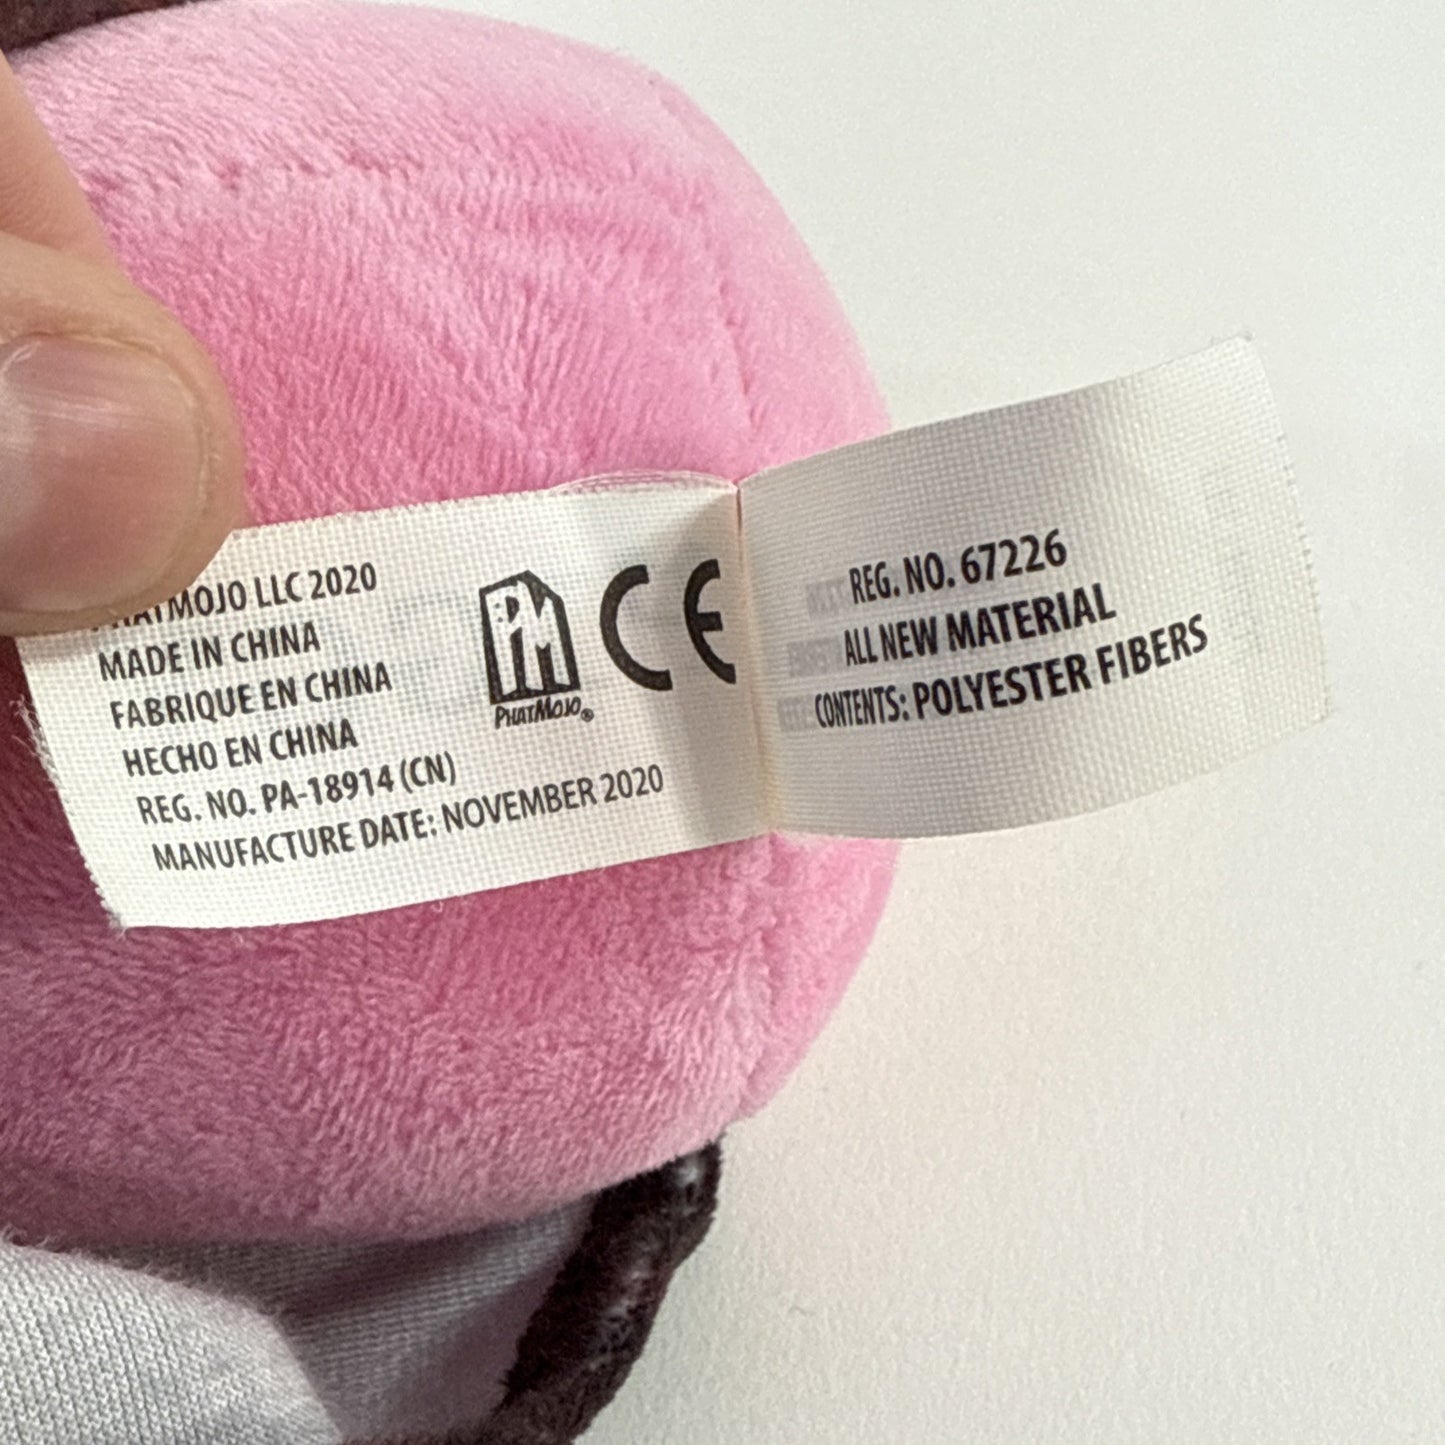 PHATMOJO LLC 2020
MADE IN CHINA
FABRIQUE EN CHINA
HECHO EN CHINA
REG. NO. PA-18914 (CN)
MANUFACTURE DATE: NOVEMBER 2020
PM
PHATMOJO®
CE
REG. NO. 67226
ALL NEW MATERIAL
CONTENTS: POLYESTER FIBERS